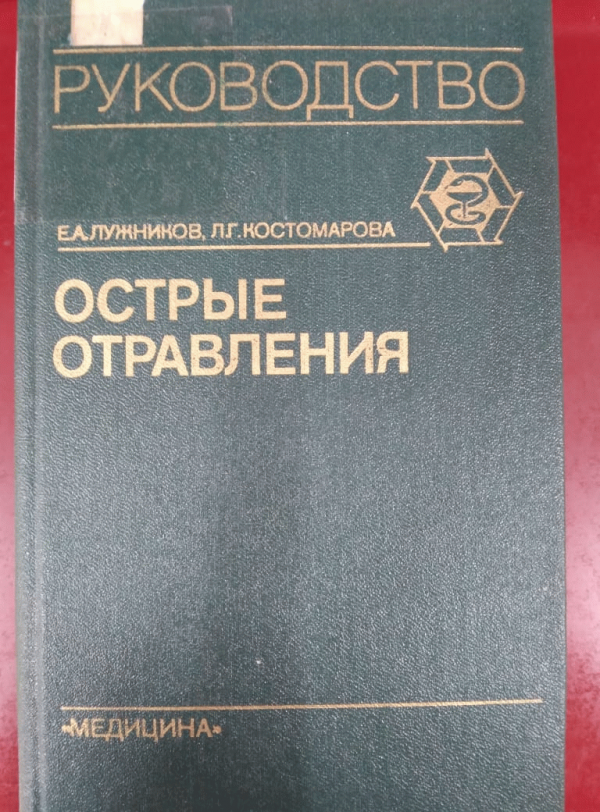 РУКОВОДСТВО
Е.А.ЛУЖНИКОВ, Л.Г.КОСТОМАРОВА
ОСТРЫЕ
ОТРАВЛЕНИЯ
«МЕДИЦИНА»